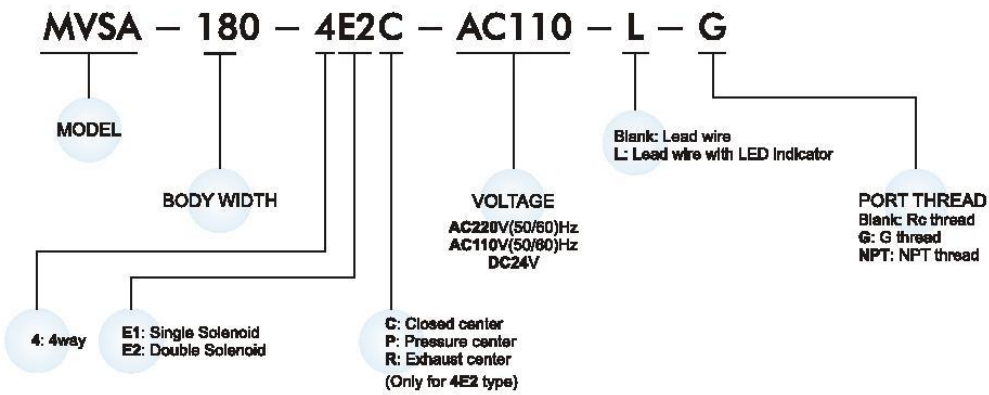 MVSA – 180 – 4E2C – AC110 – L – G
MODEL
BODY WIDTH
4: 4way
E1: Single Solenoid
E2: Double Solenoid
C: Closed center
P: Pressure center
R: Exhaust center
(Only for 4E2 type)
VOLTAGE
AC220V(50/60)Hz
AC110V(50/60)Hz
DC24V
Blank: Lead wire
L: Lead wire with LED Indicator
PORT THREAD
Blank: Rc thread
G: G thread
NPT: NPT thread